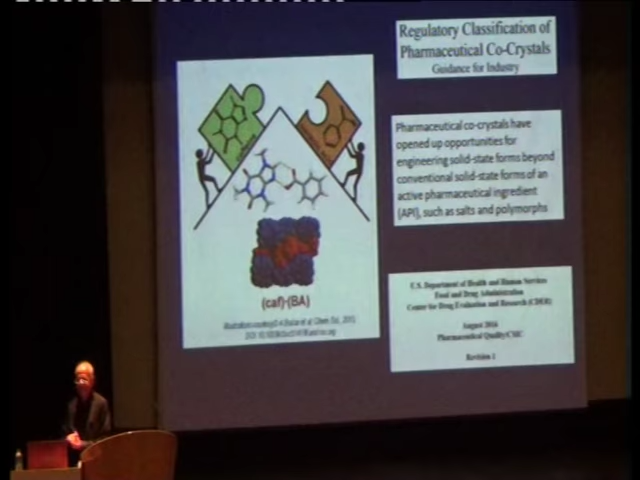 Regulatory Classification of
Pharmaceutical Co-Crystals
Guidance for Industry
Pharmaceutical co-crystals have
opened up opportunities for
engineering solid-state forms beyond
conventional solid-state forms of an
active pharmaceutical ingredient
(API), such as salts and polymorphs
(caf)·(BA)
U.S. Department of Health and Human Services
Food and Drug Administration
Center for Drug Evaluation and Research (CDER)
August 2016
Pharmaceutical Quality/CMC
Revision 1